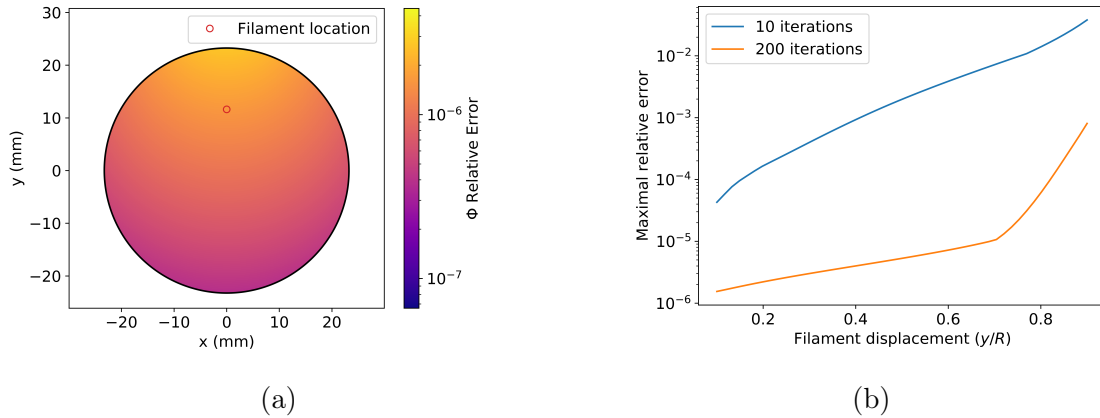 30
20
10
0
−10
−20
y (mm)
−20 −10 0 10 20
x (mm)
Filament location
10⁻⁶
10⁻⁷
Φ Relative Error
(a)
10⁻²
10⁻³
10⁻⁴
10⁻⁵
10⁻⁶
Maximal relative error
10 iterations
200 iterations
0.2 0.4 0.6 0.8
Filament displacement (y/R)
(b)